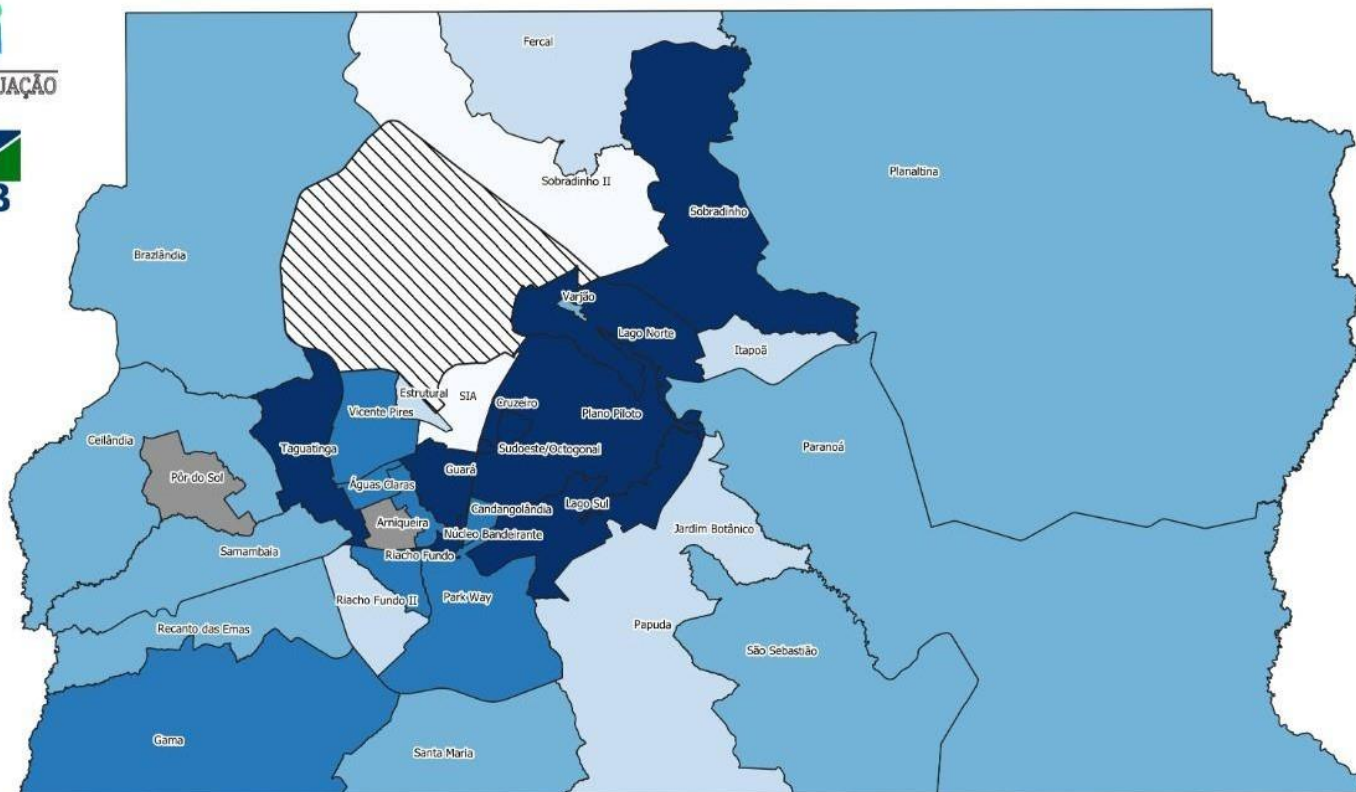 Fercal
UAÇÃO
Planaltina
Sobradinho II
B
Sobradinho
Brazlândia
Varjão
Lago Norte
Itapoã
Estrutural
SIA
Cruzeiro
Vicente Pires
Plano Piloto
Ceilândia
Taguatinga
Sudoeste/Octogonal
Paranoá
Guará
Pôr do Sol
Águas Claras
Lago Sul
Candangolândia
Arniqueira
Jardim Botânico
Núcleo Bandeirante
Samambaia
Riacho Fundo
Riacho Fundo II
Park Way
Papuda
Recanto das Emas
São Sebastião
Gama
Santa Maria